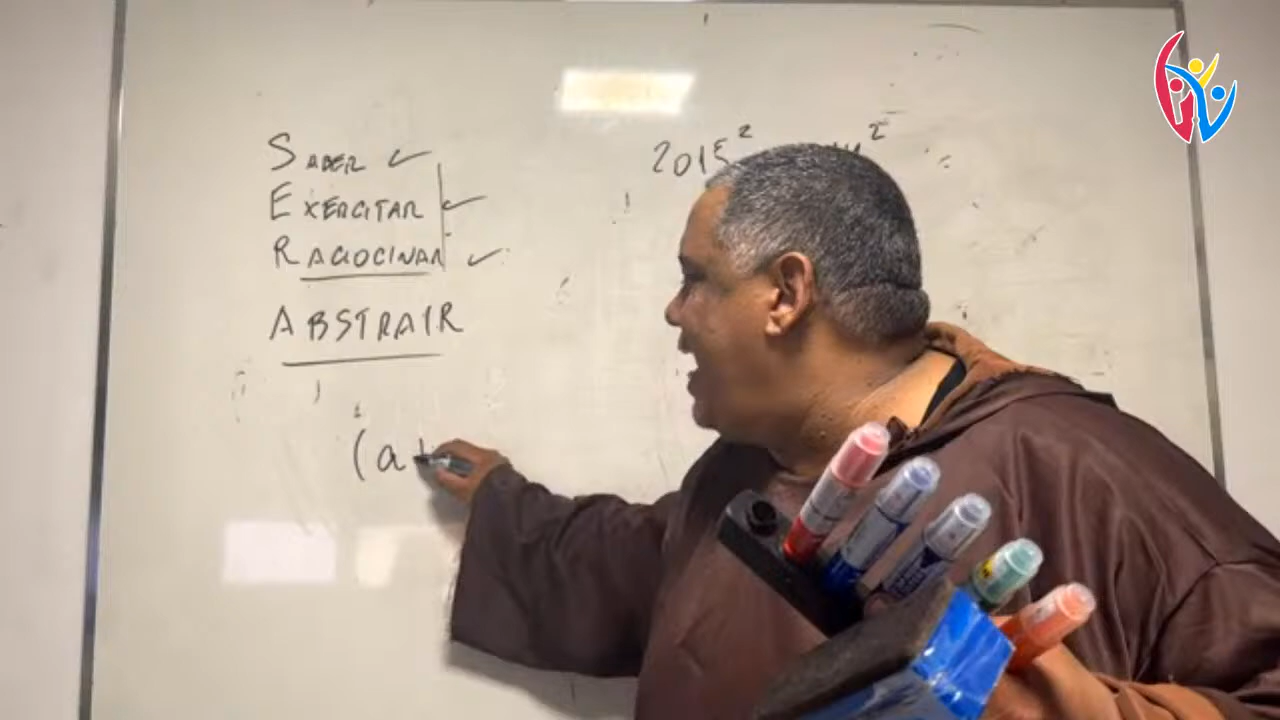 SABER
EXERCITAR
RACIOCINAR
ABSTRAIR
2015²
(a +